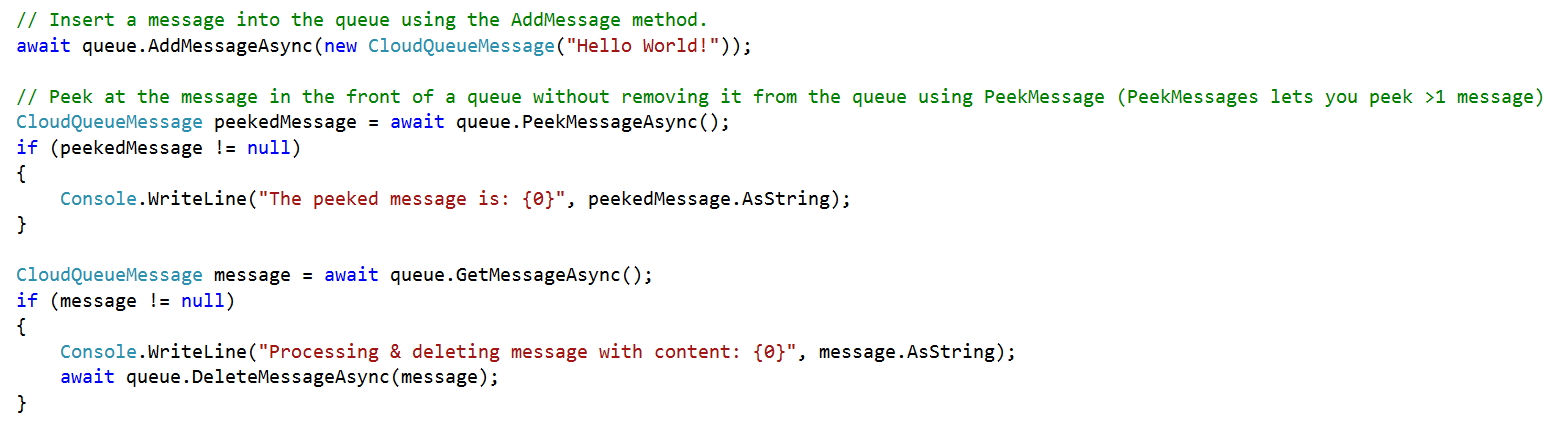 // Insert a message into the queue using the AddMessage method.
await queue.AddMessageAsync(new CloudQueueMessage("Hello World!"));

// Peek at the message in the front of a queue without removing it from the queue using PeekMessage (PeekMessages lets you peek >1 message)
CloudQueueMessage peekedMessage = await queue.PeekMessageAsync();
if (peekedMessage != null)
{
    Console.WriteLine("The peeked message is: {0}", peekedMessage.AsString);
}

CloudQueueMessage message = await queue.GetMessageAsync();
if (message != null)
{
    Console.WriteLine("Processing & deleting message with content: {0}", message.AsString);
    await queue.DeleteMessageAsync(message);
}